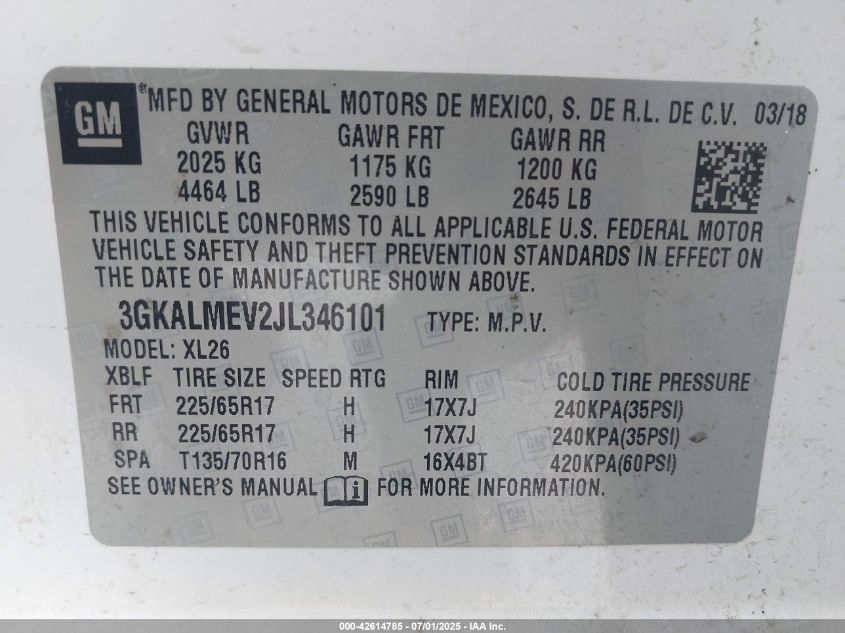 GM
® MFD BY GENERAL MOTORS DE MEXICO, S. DE R.L. DE C.V. 03/18
GVWR GAWR FRT GAWR RR
2025 KG 1175 KG 1200 KG
4464 LB 2590 LB 2645 LB
THIS VEHICLE CONFORMS TO ALL APPLICABLE U.S. FEDERAL MOTOR
VEHICLE SAFETY AND THEFT PREVENTION STANDARDS IN EFFECT ON
THE DATE OF MANUFACTURE SHOWN ABOVE.
3GKALMEV2JL346101 TYPE: M.P.V.
MODEL: XL26
XBLF TIRE SIZE SPEED RTG RIM COLD TIRE PRESSURE
FRT 225/65R17 H 17X7J 240KPA(35PSI)
RR 225/65R17 H 17X7J 240KPA(35PSI)
SPA T135/70R16 M 16X4BT 420KPA(60PSI)
SEE OWNER'S MANUAL i FOR MORE INFORMATION.
000-42614785 - 07/01/2025 - IAA Inc.